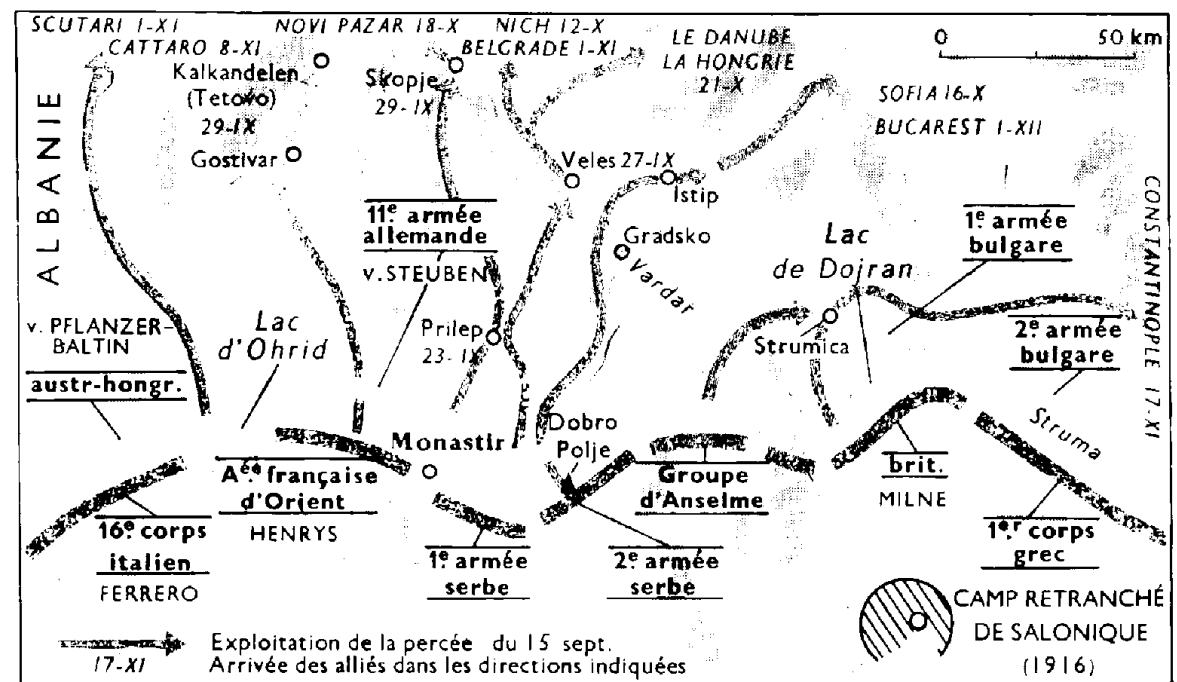 SCUTARI 1-XI
CATTARO 8-XI
NOVI PAZAR 18-X
NICH 12-X
BELGRADE 1-XI
LE DANUBE
LA HONGRIE
21-X
0 50 km
SOFIA 16-X
BUCAREST 1-XII
CONSTANTINOPLE 17-XI
ALBANIE
Kalkandelen
(Tetovo)
29-IX
Gostivar
Skopje
29-IX
Veles 27-IX
Istip
Gradsko
Vardar
11e armée
allemande
v. STEUBEN
Prilep
23-IX
Lac
de Dojran
Strumica
1e armée
bulgare
2e armée
bulgare
v. PFLANZER-
BALTIN
austr-hongr.
Lac
d'Ohrid
Monastir
Dobro
Polje
Struma
16e corps
italien
FERRERO
Aée française
d'Orient
HENRYS
1e armée
serbe
2e armée
serbe
Groupe
d'Anselme
brit.
MILNE
1er corps
grec
CAMP RETRANCHÉ
DE SALONIQUE
(1916)
Exploitation de la percée du 15 sept.
17-XI Arrivée des alliés dans les directions indiquées